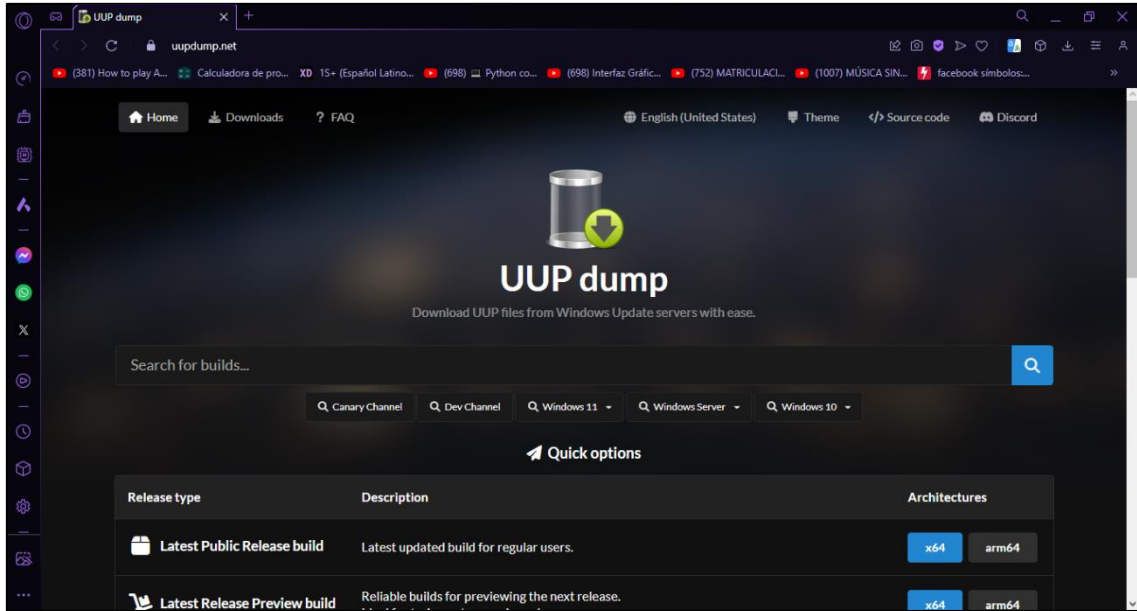 UUP dump
uupdump.net
(381) How to play A...
Calculadora de pro...
XD 1S+ (Español Latino...
(698) 💻 Python co...
(698) Interfaz Gráfic...
(752) MATRICULACI...
(1007) MÚSICA SIN...
facebook símbolos:...
»
Home
Downloads
? FAQ
English (United States)
Theme
</> Source code
Discord
UUP dump
Download UUP files from Windows Update servers with ease.
Search for builds...
Canary Channel
Dev Channel
Windows 11
Windows Server
Windows 10
Quick options
Release type Description Architectures
Latest Public Release build Latest updated build for regular users. x64 arm64
Latest Release Preview build Reliable builds for previewing the next release. x64 arm64